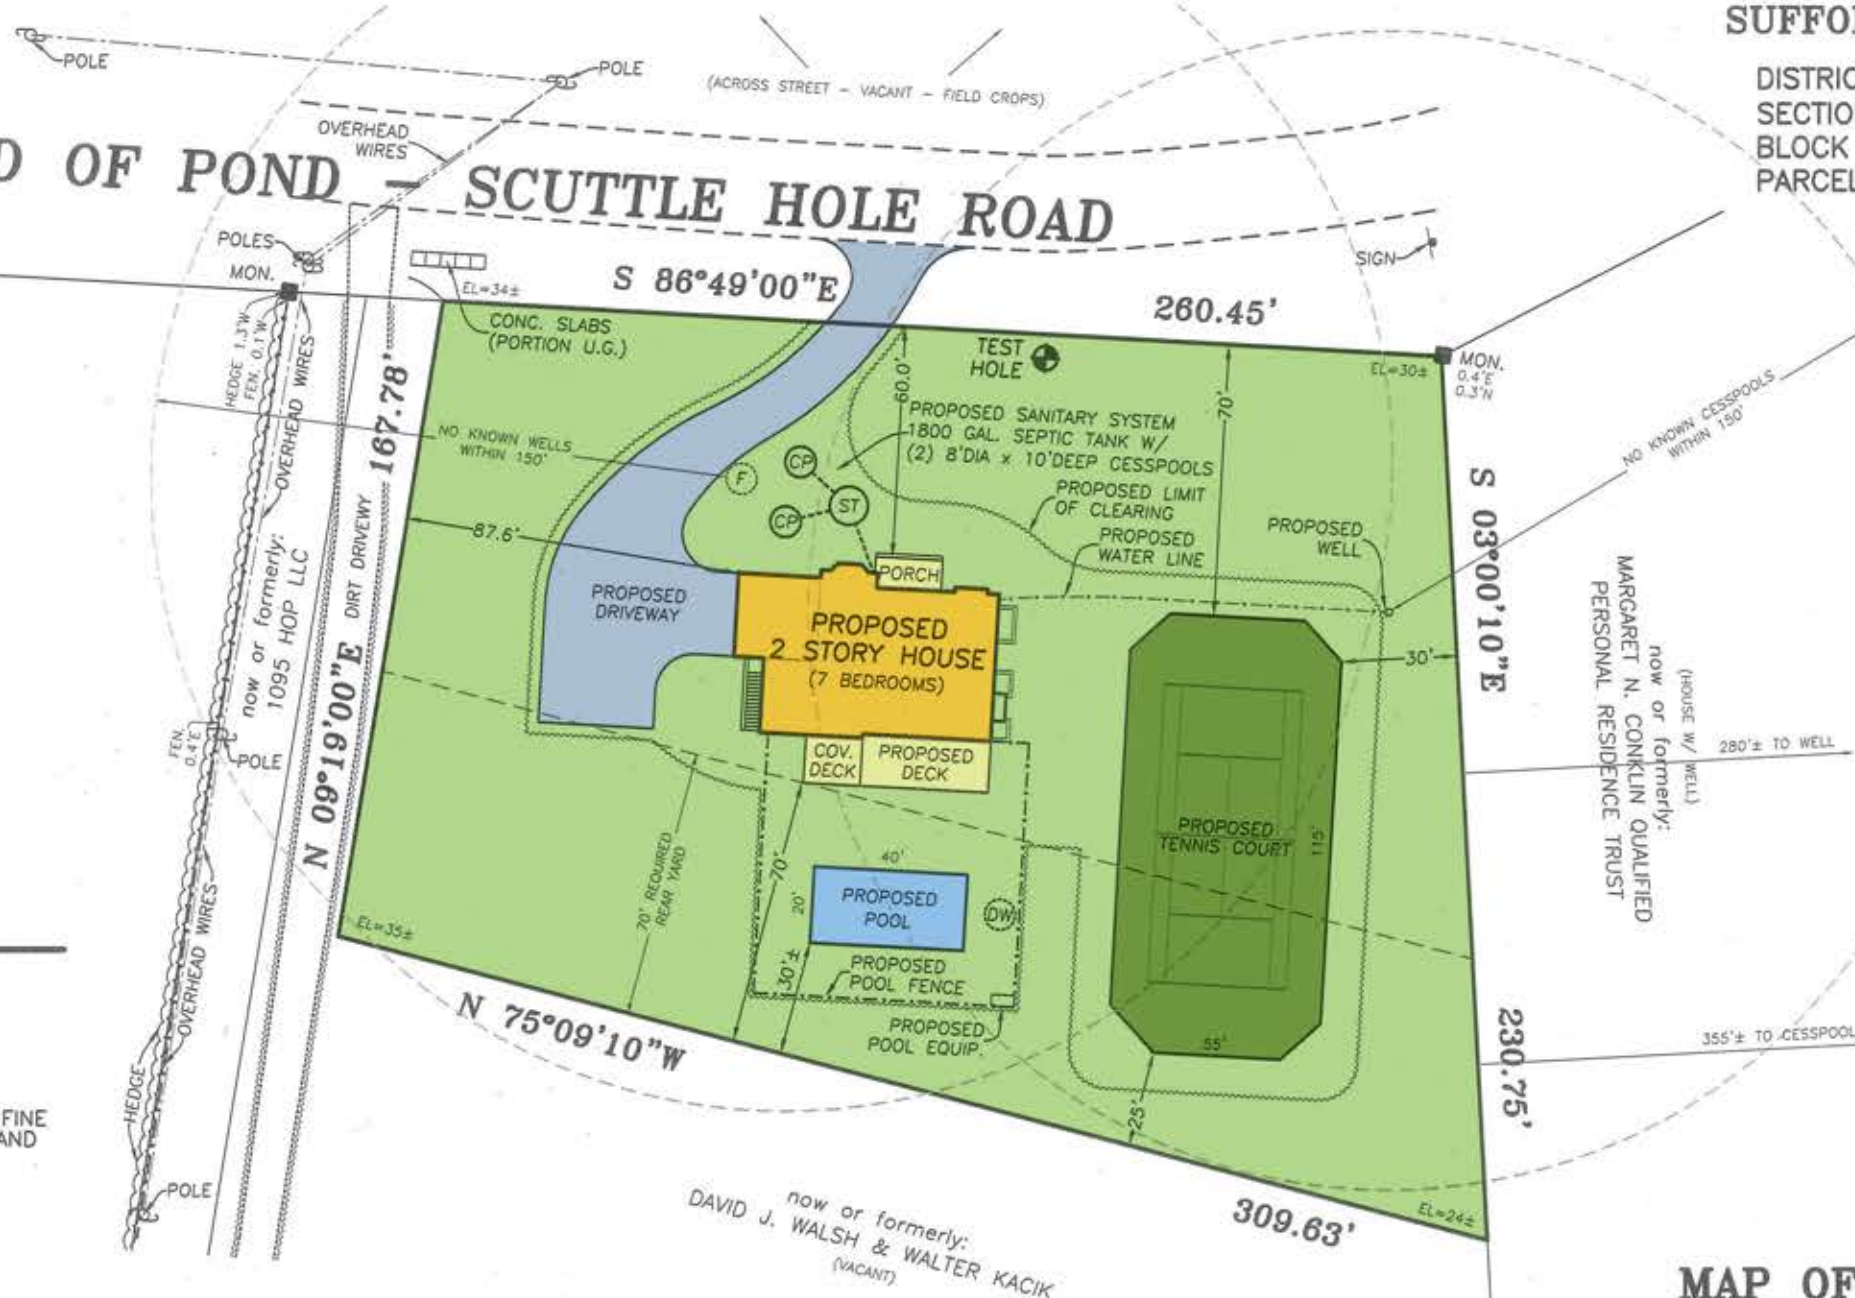 SUFFO
DISTRIC
SECTIO
BLOCK
PARCEL
POLE
POLE
(ACROSS STREET - VACANT - FIELD CROPS)
OVERHEAD
WIRES
D OF POND - SCUTTLE HOLE ROAD
POLES
MON.
EL=34±
S 86°49'00"E
260.45'
SIGN
HEDGE 1.3'W
FEN. 0.1'W
OVERHEAD WIRES
CONC. SLABS
(PORTION U.G.)
TEST
HOLE
EL=30±
MON.
0.4'E
0.3'N
NO KNOWN CESSPOOLS
WITHIN 150'
167.78'
60.0'
70'
NO KNOWN WELLS
WITHIN 150'
F
CP
CP
ST
PROPOSED SANITARY SYSTEM
1800 GAL. SEPTIC TANK W/
(2) 8'DIA x 10'DEEP CESSPOOLS
PROPOSED LIMIT
OF CLEARING
PROPOSED
WATER LINE
PROPOSED
WELL
87.6'
PORCH
DIRT DRIVEWAY
now or formerly:
1095 HOP LLC
PROPOSED
DRIVEWAY
PROPOSED
2 STORY HOUSE
(7 BEDROOMS)
30'
S 03°00'10"E
(HOUSE W/ WELL)
now or formerly:
MARGARET N. CONKLIN QUALIFIED
PERSONAL RESIDENCE TRUST
280'± TO WELL
N 09°19'00"E
FEN.
0.4'E
POLE
COV.
DECK
PROPOSED
DECK
70' REQUIRED
REAR YARD
70'
40'
20'
PROPOSED
POOL
DW
PROPOSED
TENNIS COURT
115'
EL=35±
OVERHEAD WIRES
30'±
PROPOSED
POOL FENCE
PROPOSED
POOL EQUIP.
N 75°09'10"W
55'
25'
230.75'
355'± TO CESSPOOL
HEDGE
FINE
AND
POLE
309.63'
EL=24±
now or formerly:
DAVID J. WALSH & WALTER KACIK
(VACANT)
MAP OF